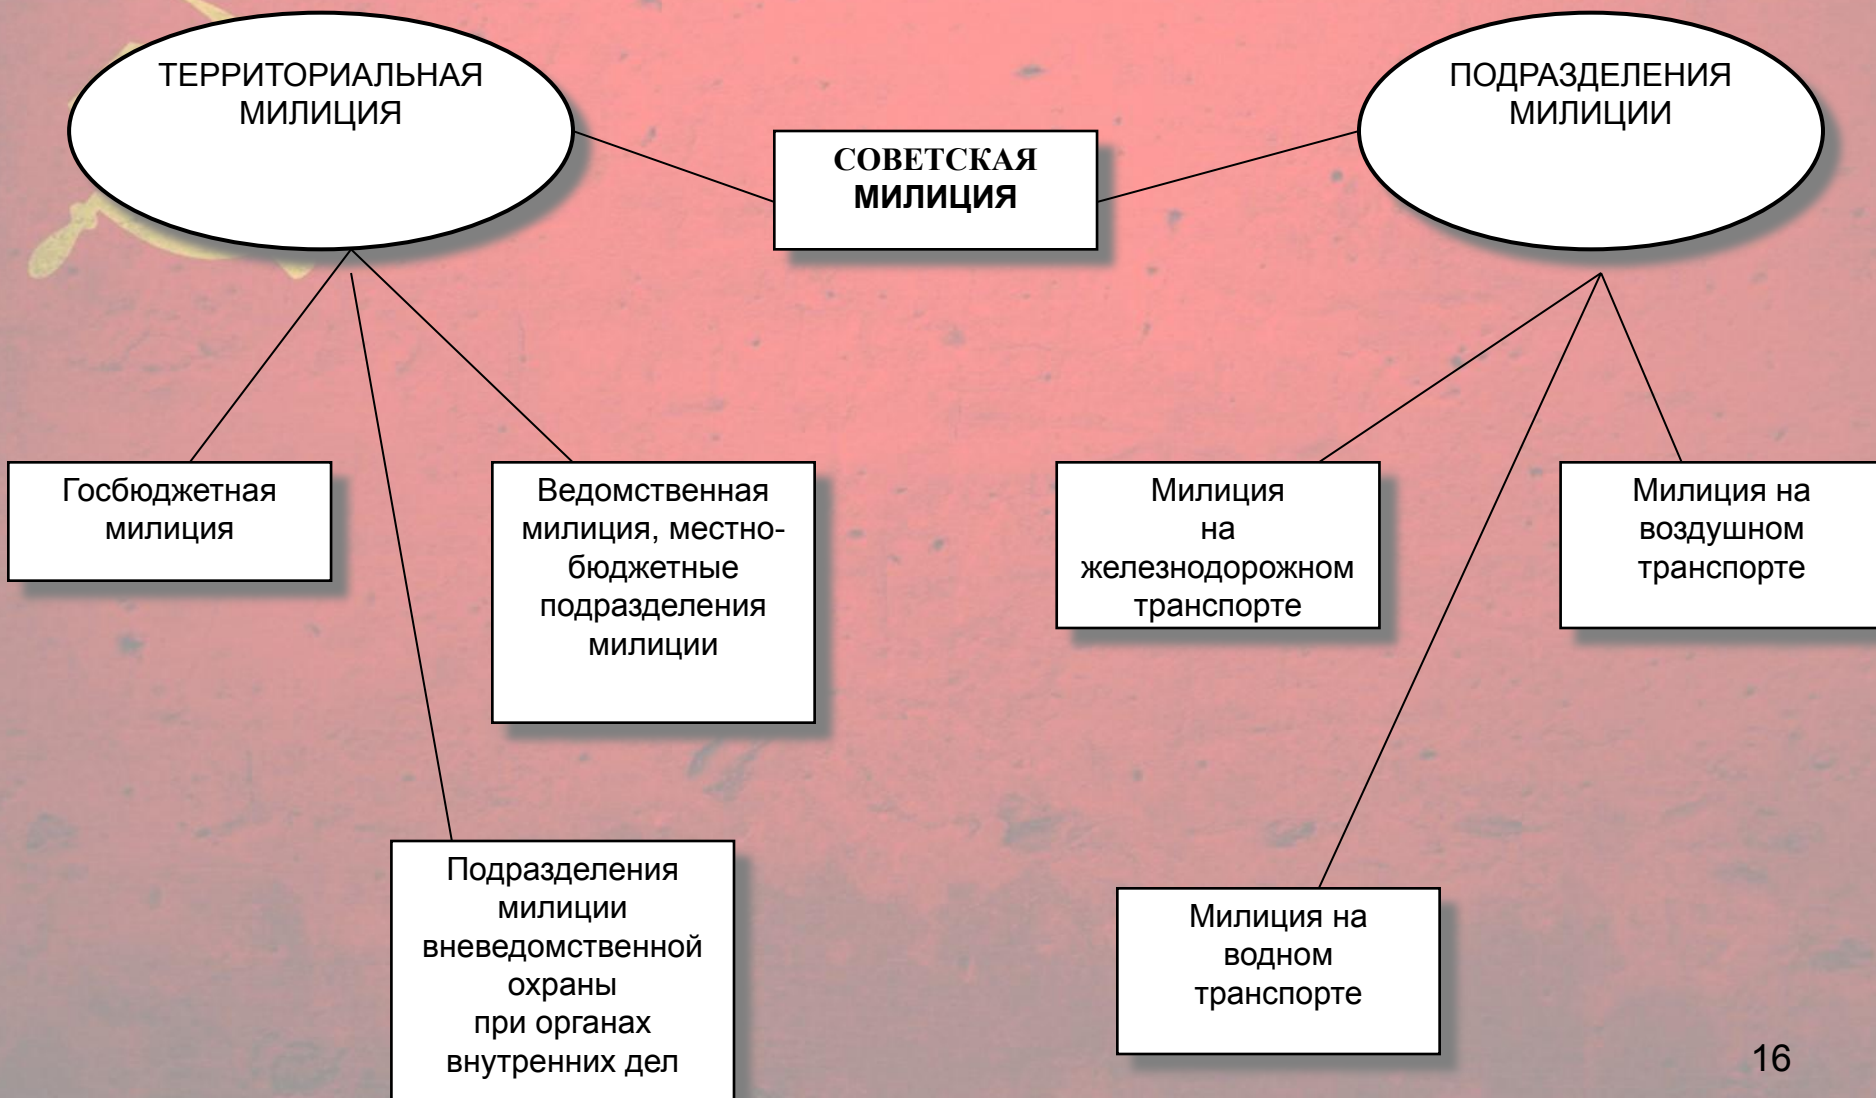 ТЕРРИТОРИАЛЬНАЯ
МИЛИЦИЯ
СОВЕТСКАЯ
МИЛИЦИЯ
ПОДРАЗДЕЛЕНИЯ
МИЛИЦИИ
Госбюджетная
милиция
Ведомственная
милиция, местно-
бюджетные
подразделения
милиции
Милиция
на
железнодорожном
транспорте
Милиция на
воздушном
транспорте
Подразделения
милиции
вневедомственной
охраны
при органах
внутренних дел
Милиция на
водном
транспорте
16